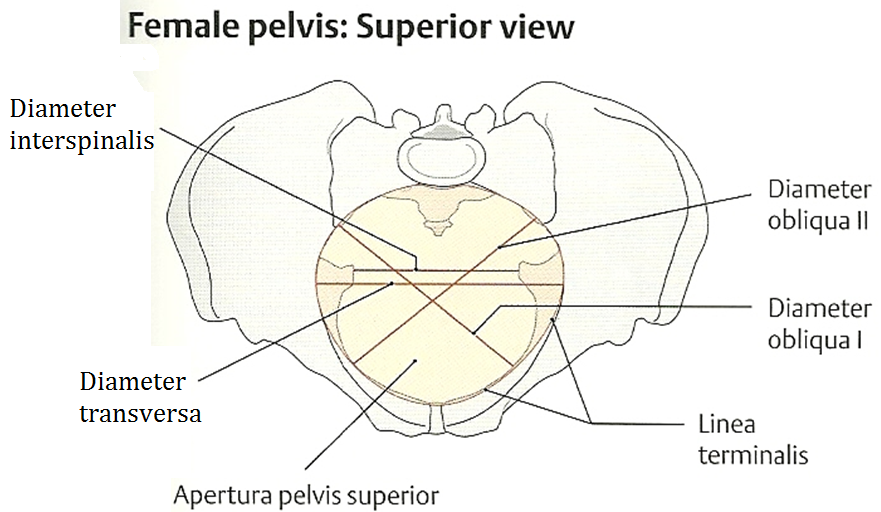 Female pelvis: Superior view
Diameter
interspinalis
Diameter
obliqua II
Diameter
obliqua I
Diameter
transversa
Linea
terminalis
Apertura pelvis superior